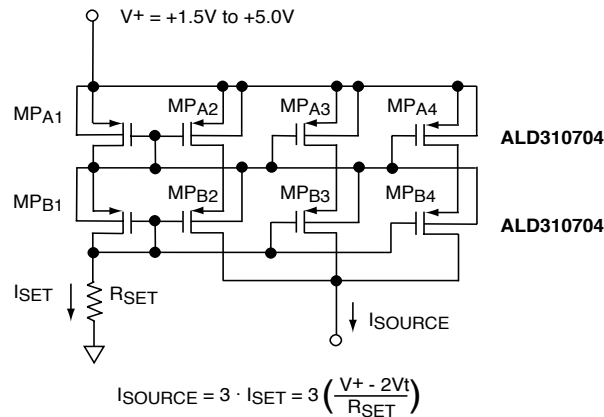 V+ = +1.5V to +5.0V
MPA1 MPA2 MPA3 MPA4
ALD310704
MPB1 MPB2 MPB3 MPB4
ALD310704
ISET RSET
ISOURCE
ISOURCE = 3 · ISET = 3 ( V+ - 2Vt / RSET )